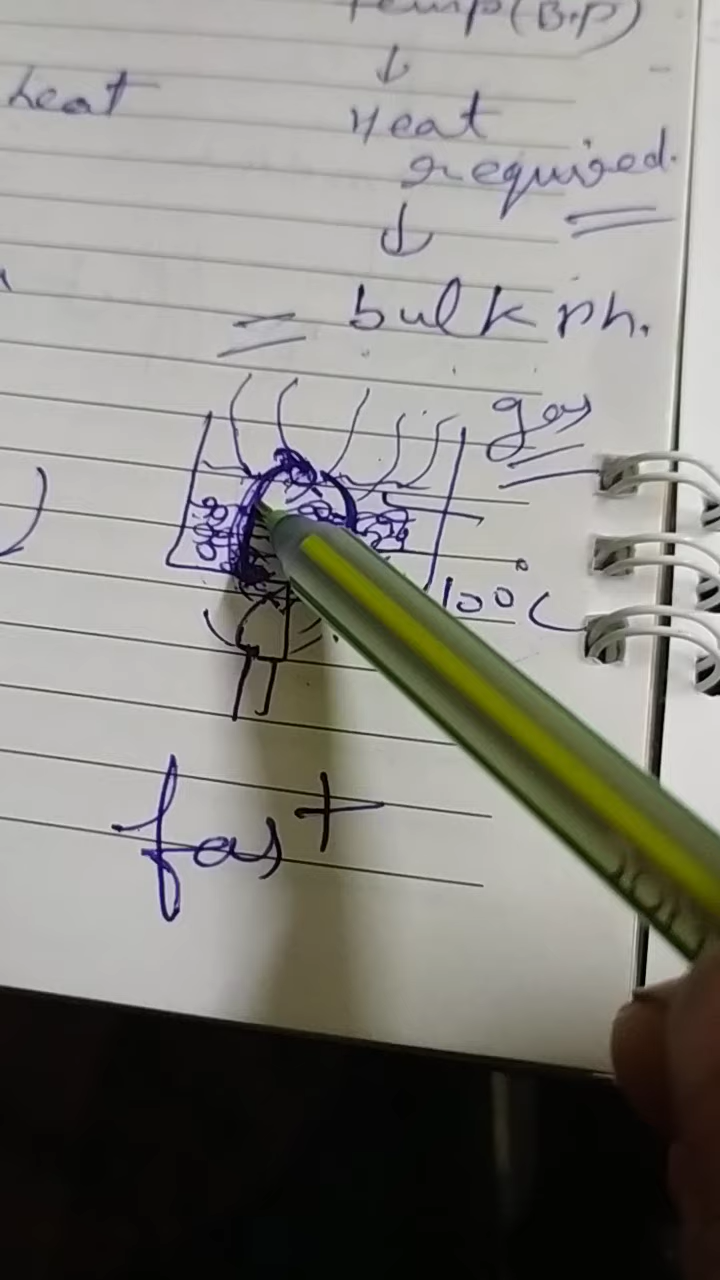 Temp (B.P)
↓
heat
Heat
required.
↓
bulk ph.
gas
100°C
fast